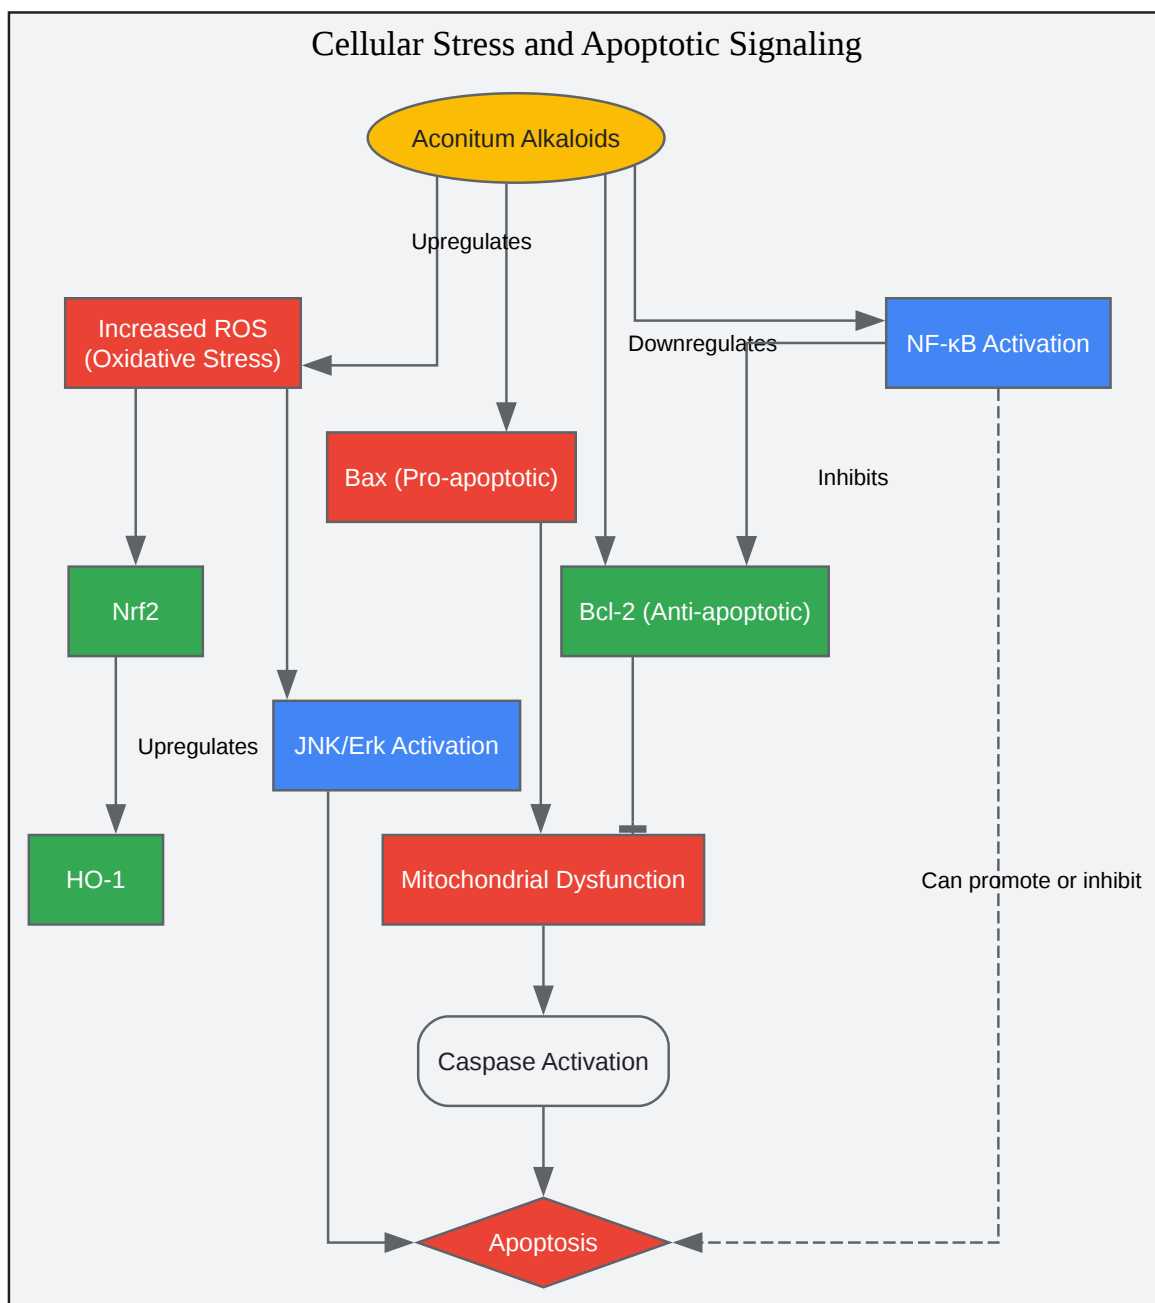 Cellular Stress and Apoptotic Signaling
Aconitum Alkaloids
Upregulates
Increased ROS
(Oxidative Stress)
Downregulates
NF-κB Activation
Bax (Pro-apoptotic)
Inhibits
Nrf2
Bcl-2 (Anti-apoptotic)
Upregulates
JNK/Erk Activation
HO-1
Mitochondrial Dysfunction
Can promote or inhibit
Caspase Activation
Apoptosis